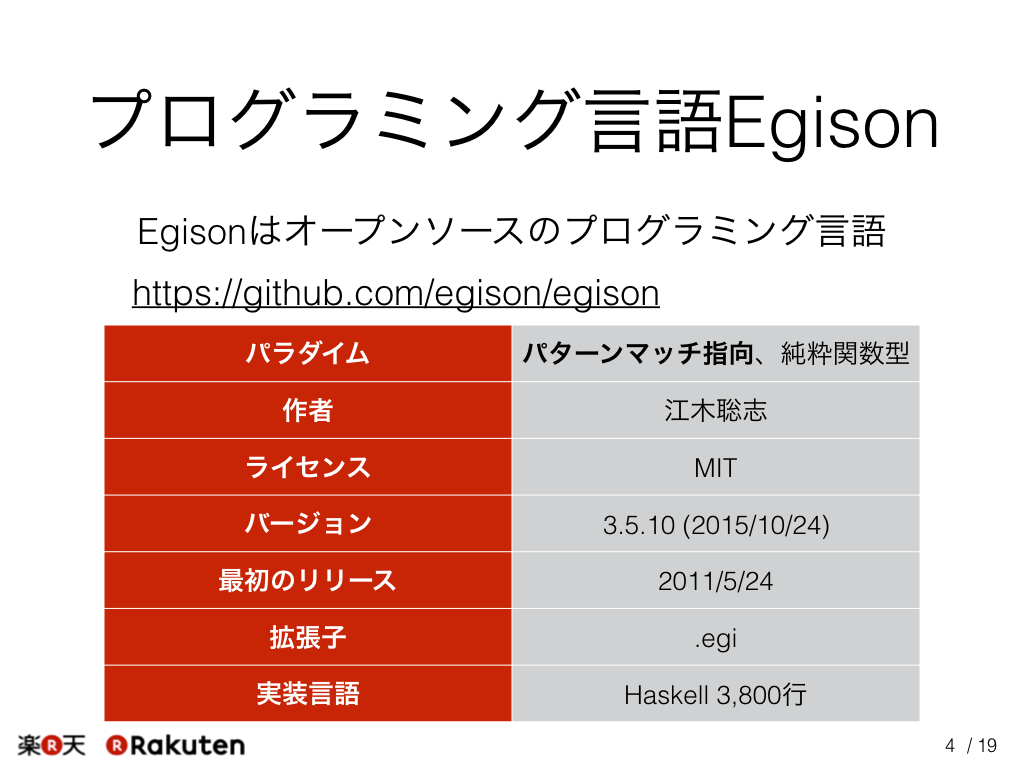 プログラミング言語Egison
Egisonはオープンソースのプログラミング言語
https://github.com/egison/egison
パラダイム パターンマッチ指向、純粋関数型
作者 江木聡志
ライセンス MIT
バージョン 3.5.10 (2015/10/24)
最初のリリース 2011/5/24
拡張子 .egi
実装言語 Haskell 3,800行
楽R天 R Rakuten 4 / 19